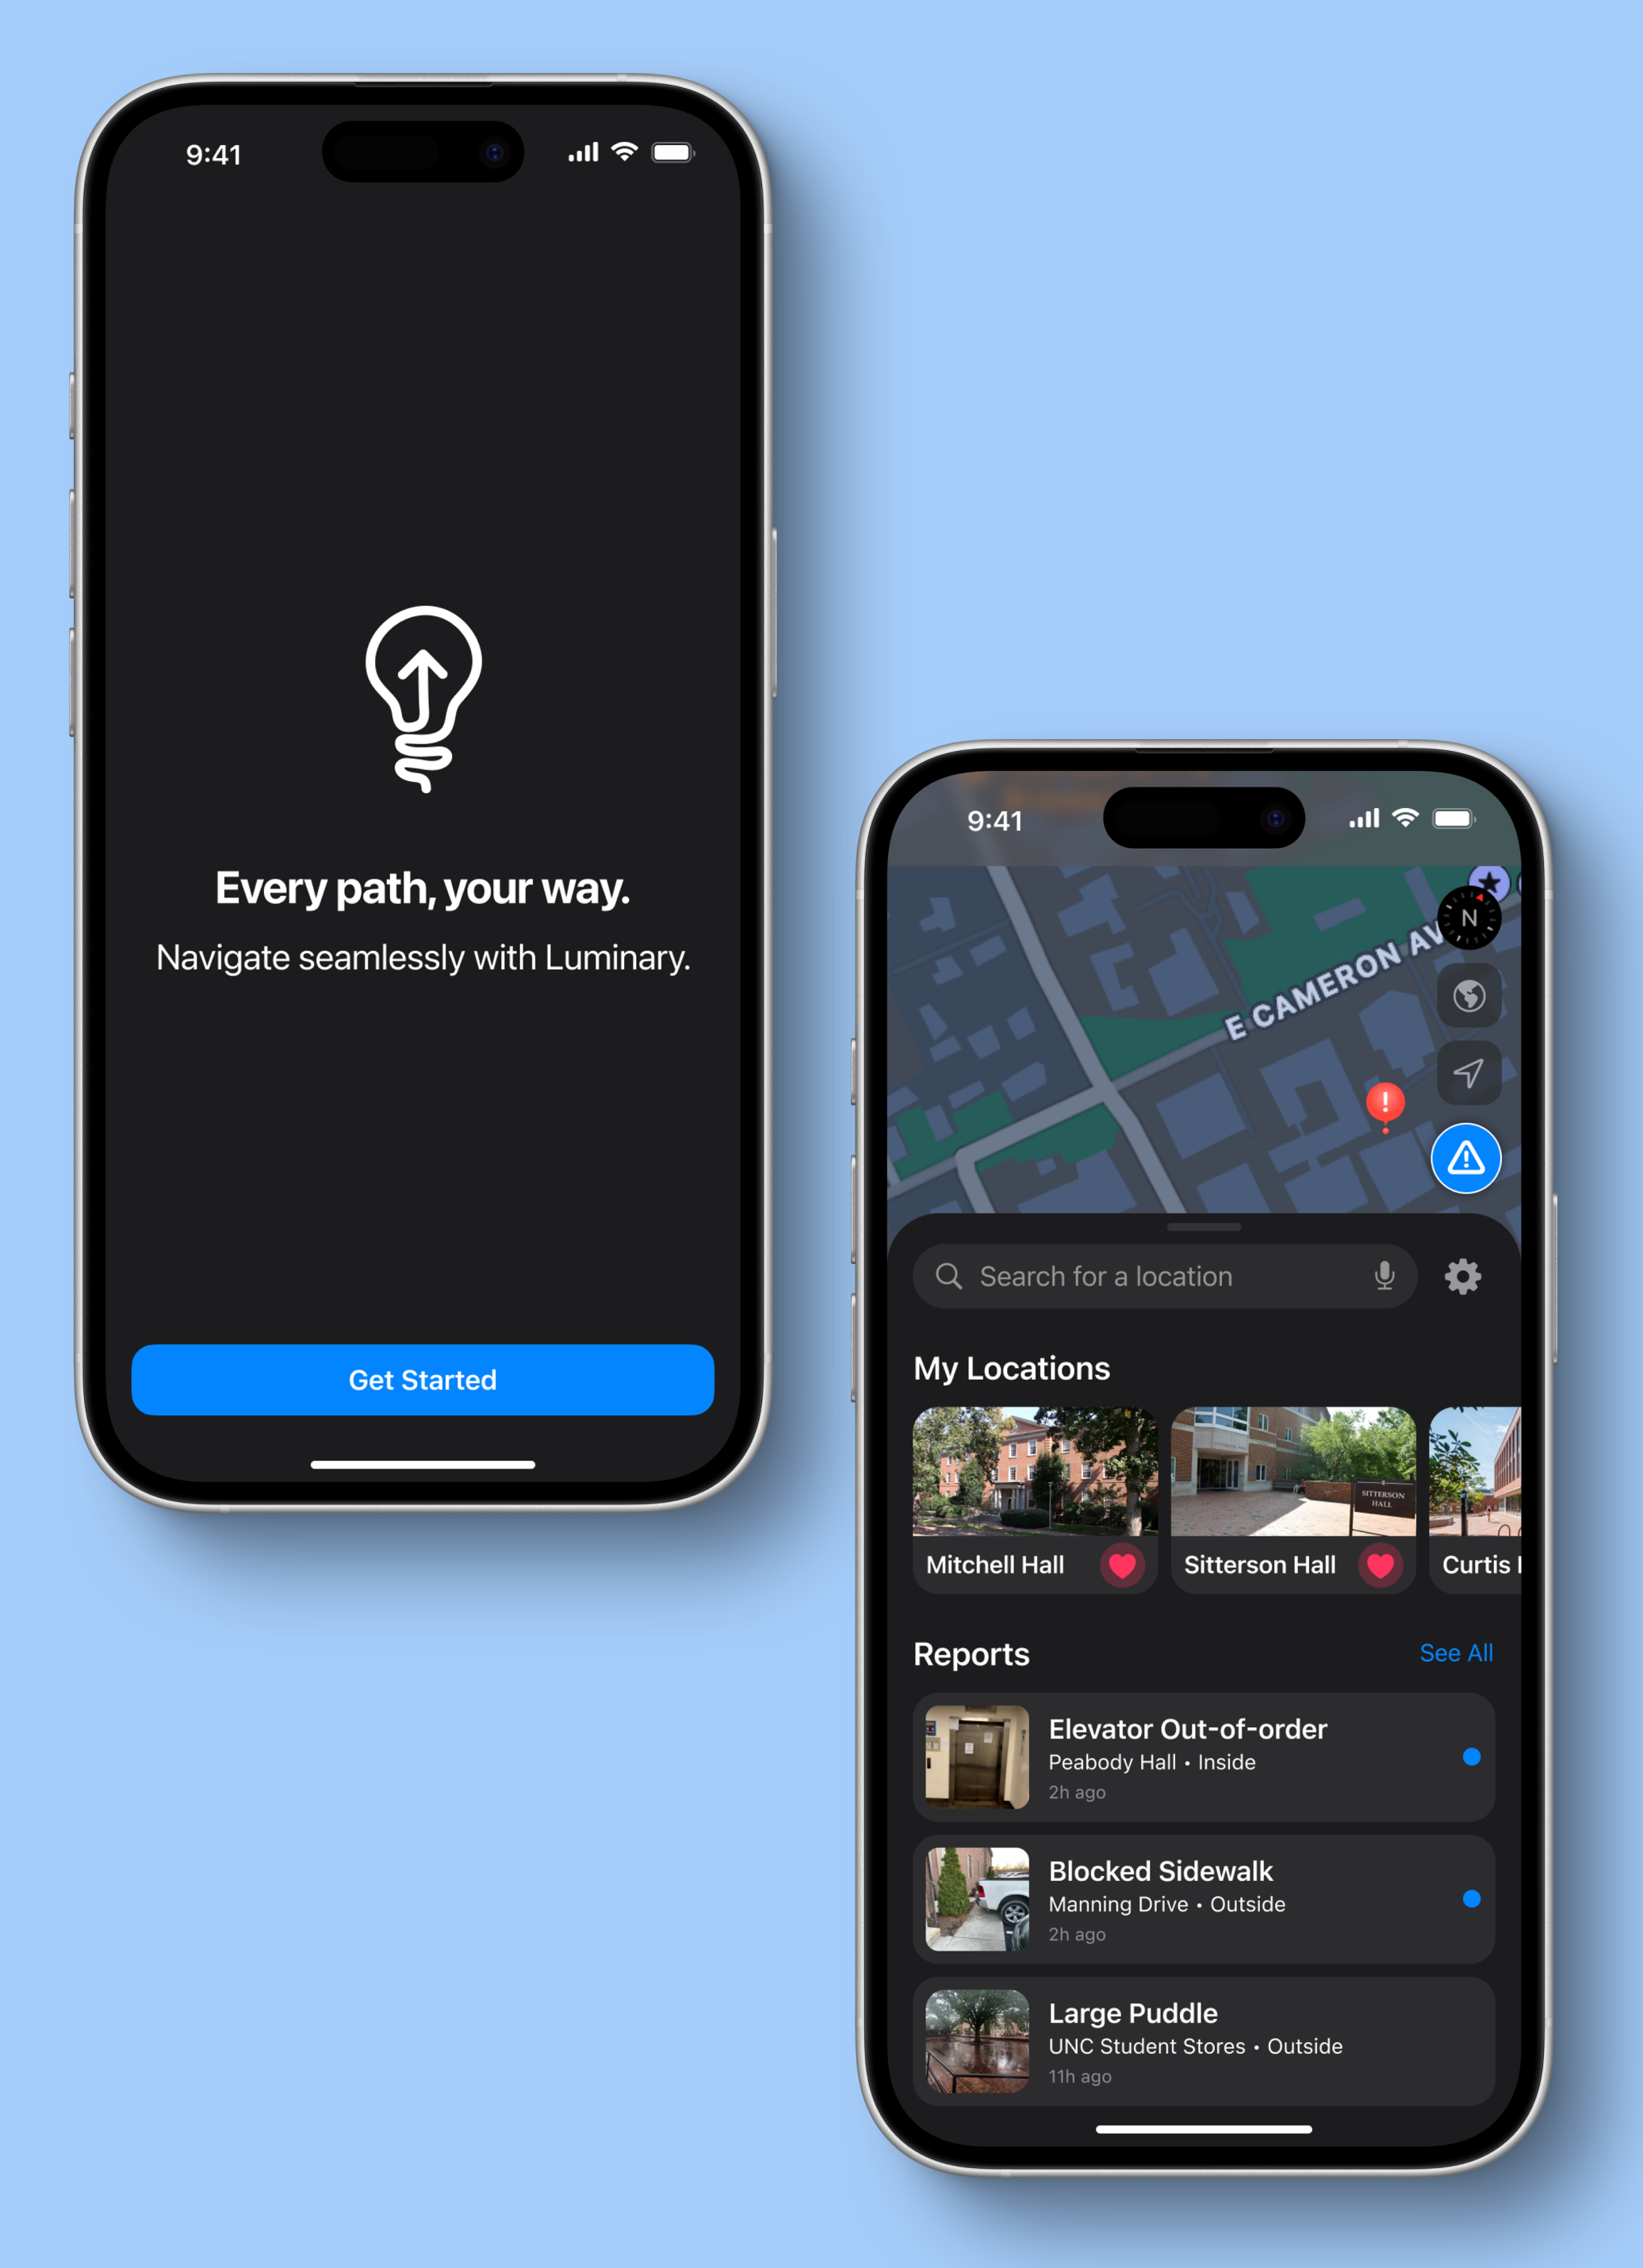 9:41
Every path, your way.
Navigate seamlessly with Luminary.
Get Started
9:41
N
E CAMERON AV
Search for a location
My Locations
SITTERSON
HALL
Mitchell Hall
Sitterson Hall
Curtis
Reports
See All
Elevator Out-of-order
Peabody Hall • Inside
2h ago
Blocked Sidewalk
Manning Drive • Outside
2h ago
Large Puddle
UNC Student Stores • Outside
11h ago